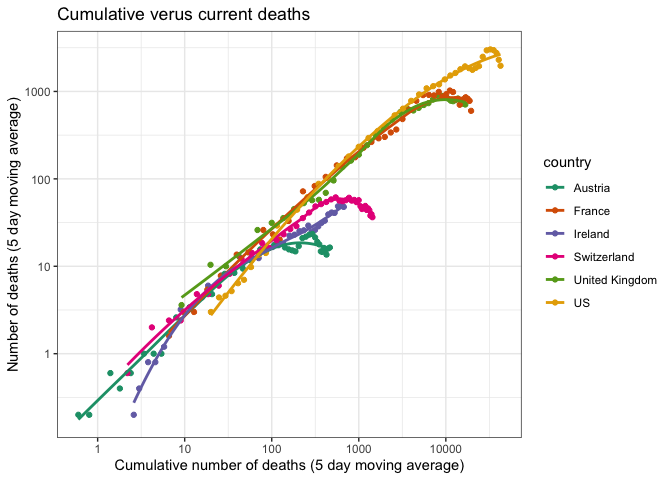 Cumulative verus current deaths
Number of deaths (5 day moving average)
1000
100
10
1
1
10
100
1000
10000
Cumulative number of deaths (5 day moving average)
country
Austria
France
Ireland
Switzerland
United Kingdom
US